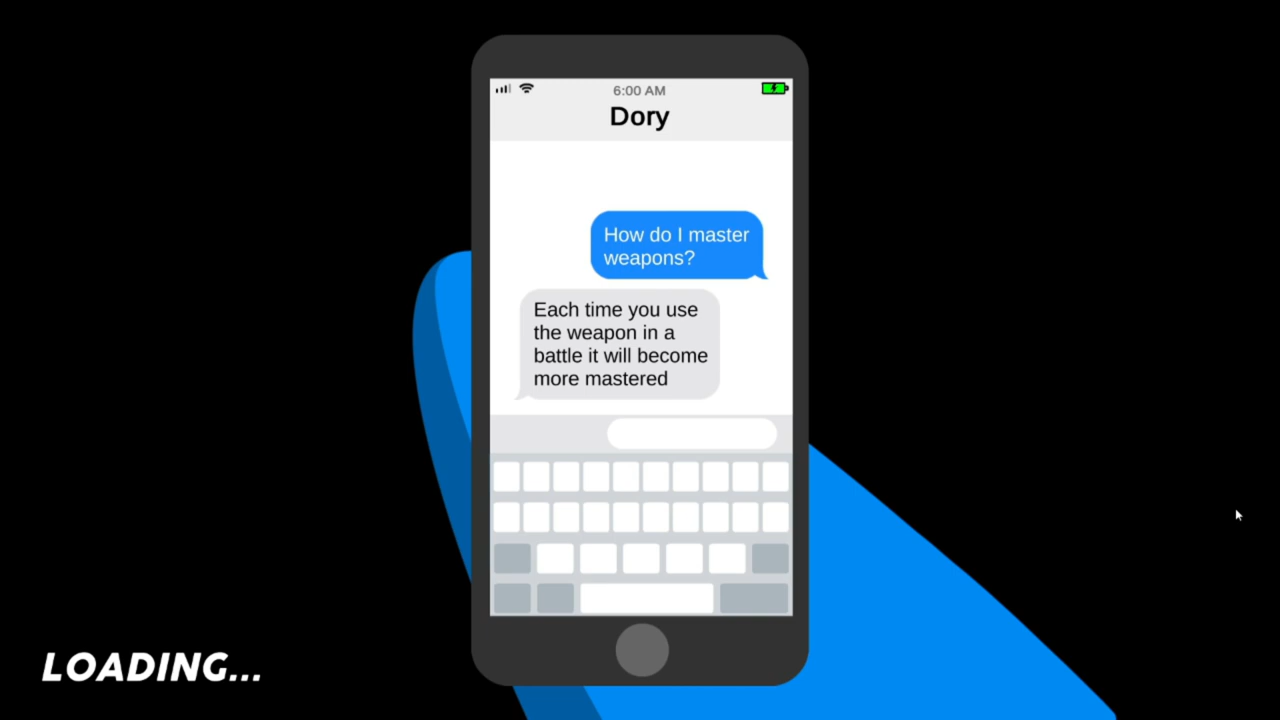 6:00 AM
Dory
How do I master
weapons?
Each time you use
the weapon in a
battle it will become
more mastered
LOADING...